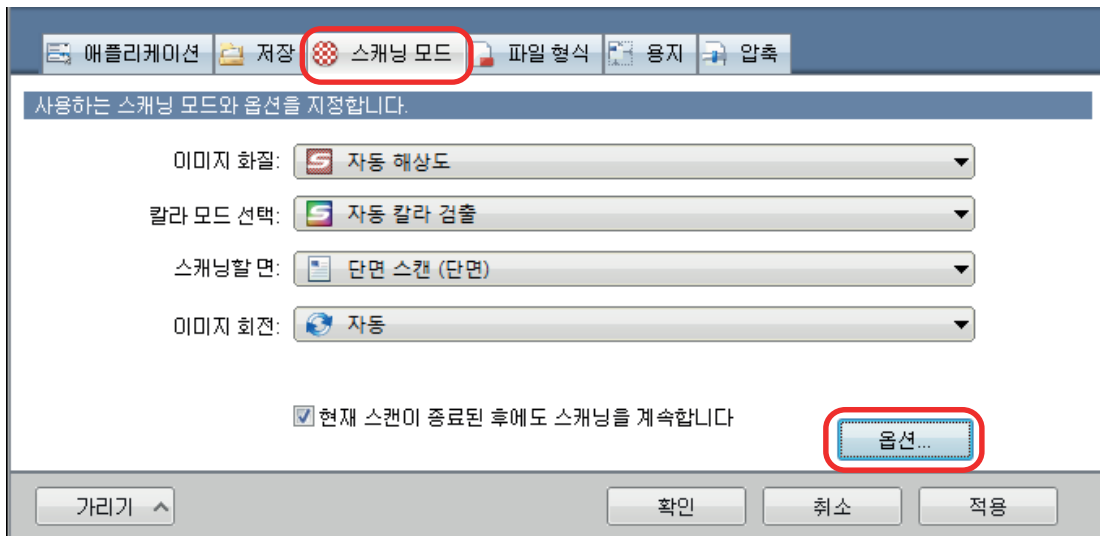 애플리케이션 저장 스캐닝 모드 파일 형식 용지 압축
사용하는 스캐닝 모드와 옵션을 지정합니다.
이미지 화질: 자동 해상도
칼라 모드 선택: 자동 칼라 검출
스캐닝할 면: 단면 스캔 (단면)
이미지 회전: 자동
현재 스캔이 종료된 후에도 스캐닝을 계속합니다
옵션...
가리기 확인 취소 적용